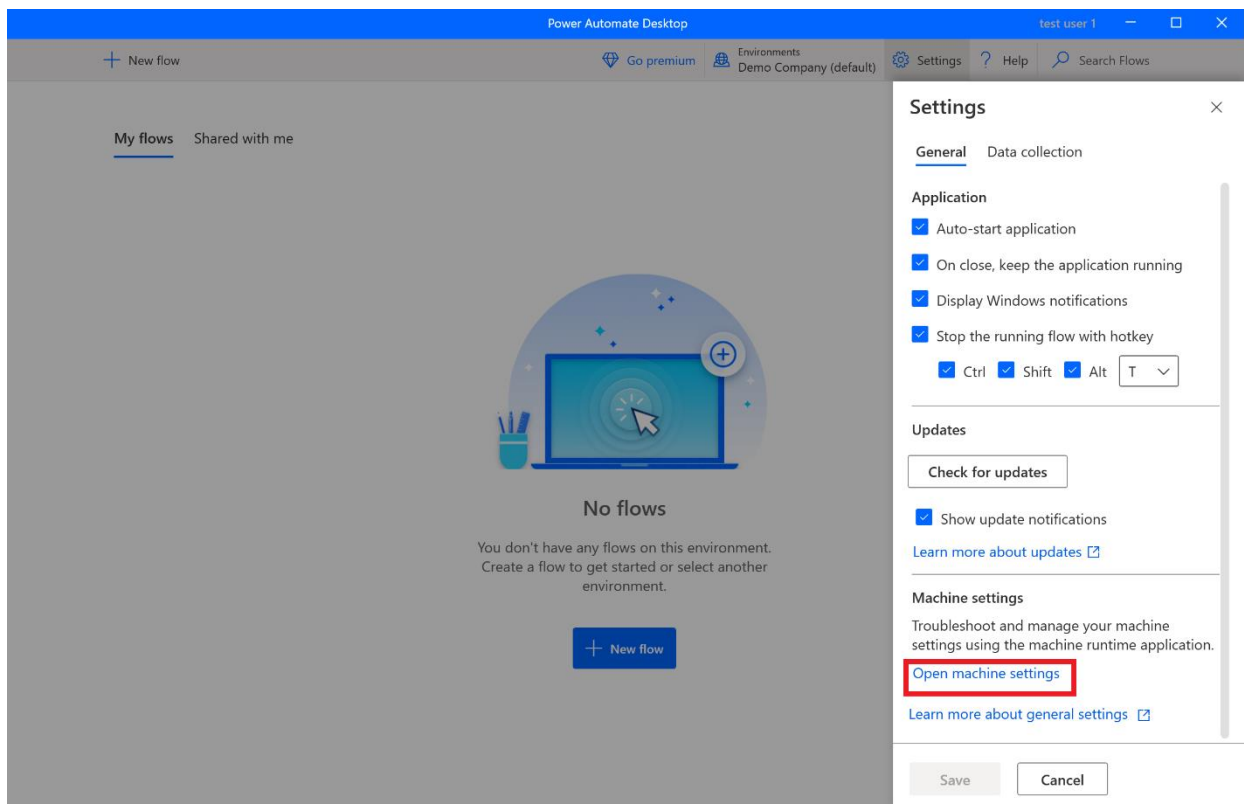 Power Automate Desktop
test user 1
New flow
Go premium
Environments
Demo Company (default)
Settings
Help
Search Flows
My flows
Shared with me
No flows
You don't have any flows on this environment.
Create a flow to get started or select another
environment.
New flow
Settings
General
Data collection
Application
Auto-start application
On close, keep the application running
Display Windows notifications
Stop the running flow with hotkey
Ctrl
Shift
Alt
T
Updates
Check for updates
Show update notifications
Learn more about updates
Machine settings
Troubleshoot and manage your machine
settings using the machine runtime application.
Open machine settings
Learn more about general settings
Save
Cancel